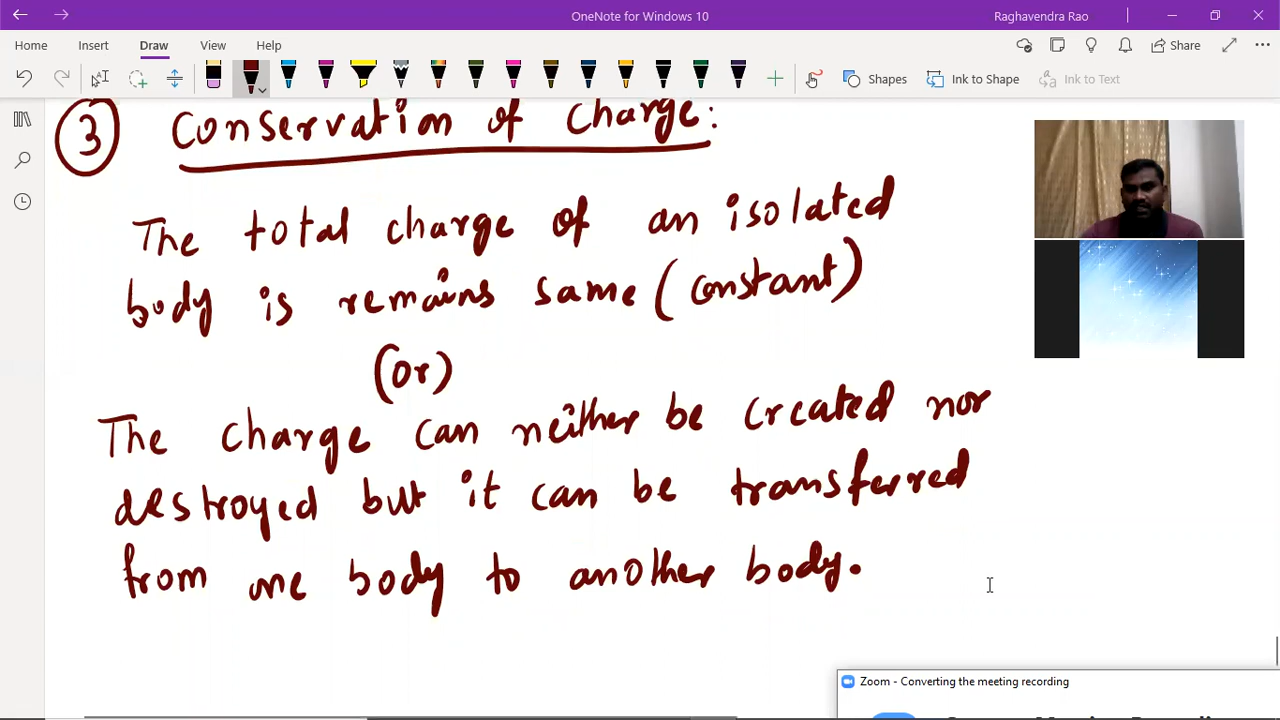 OneNote for Windows 10
Raghavendra Rao
Home Insert Draw View Help
Share
Shapes Ink to Shape Ink to Text
3 Conservation of Charge:
The total charge of an isolated
body is remains same (constant)
(Or)
The charge can neither be created nor
destroyed but it can be transferred
from one body to another body.
Zoom - Converting the meeting recording